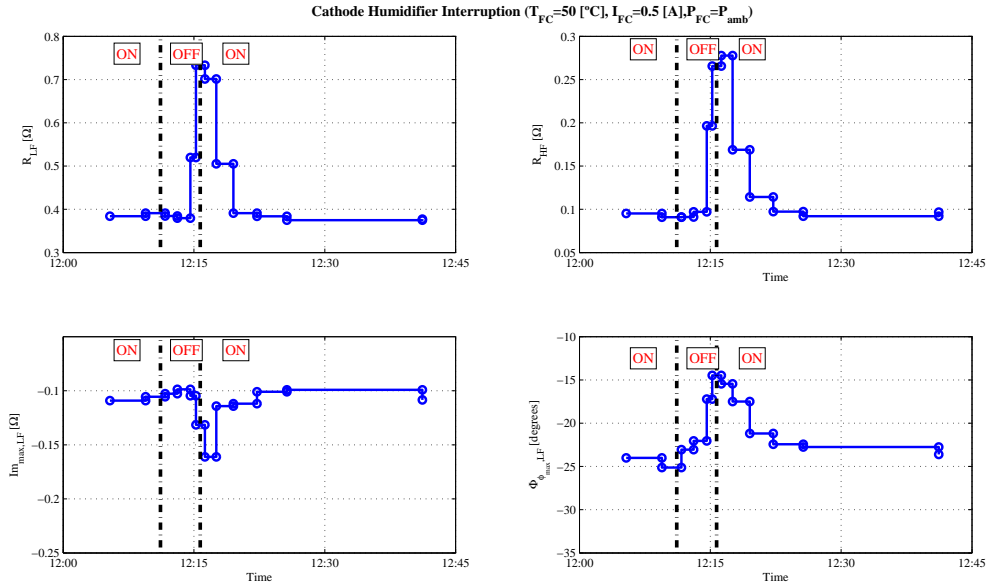 Cathode Humidifier Interruption (T_FC=50 [ºC], I_FC=0.5 [A],P_FC=P_amb)
ON OFF ON
0.8
0.7
0.6
0.5
0.4
0.3
R_LF [Ω]
12:00 12:15 12:30 12:45
ON OFF ON
0.3
0.25
0.2
0.15
0.1
0.05
R_HF [Ω]
12:00 12:15 12:30 12:45
Time
ON OFF ON
−0.1
−0.15
−0.2
−0.25
Im_max,LF [Ω]
12:00 12:15 12:30 12:45
Time
ON OFF ON
−10
−15
−20
−25
−30
−35
Φ_ϕ_max,LF [degrees]
12:00 12:15 12:30 12:45
Time